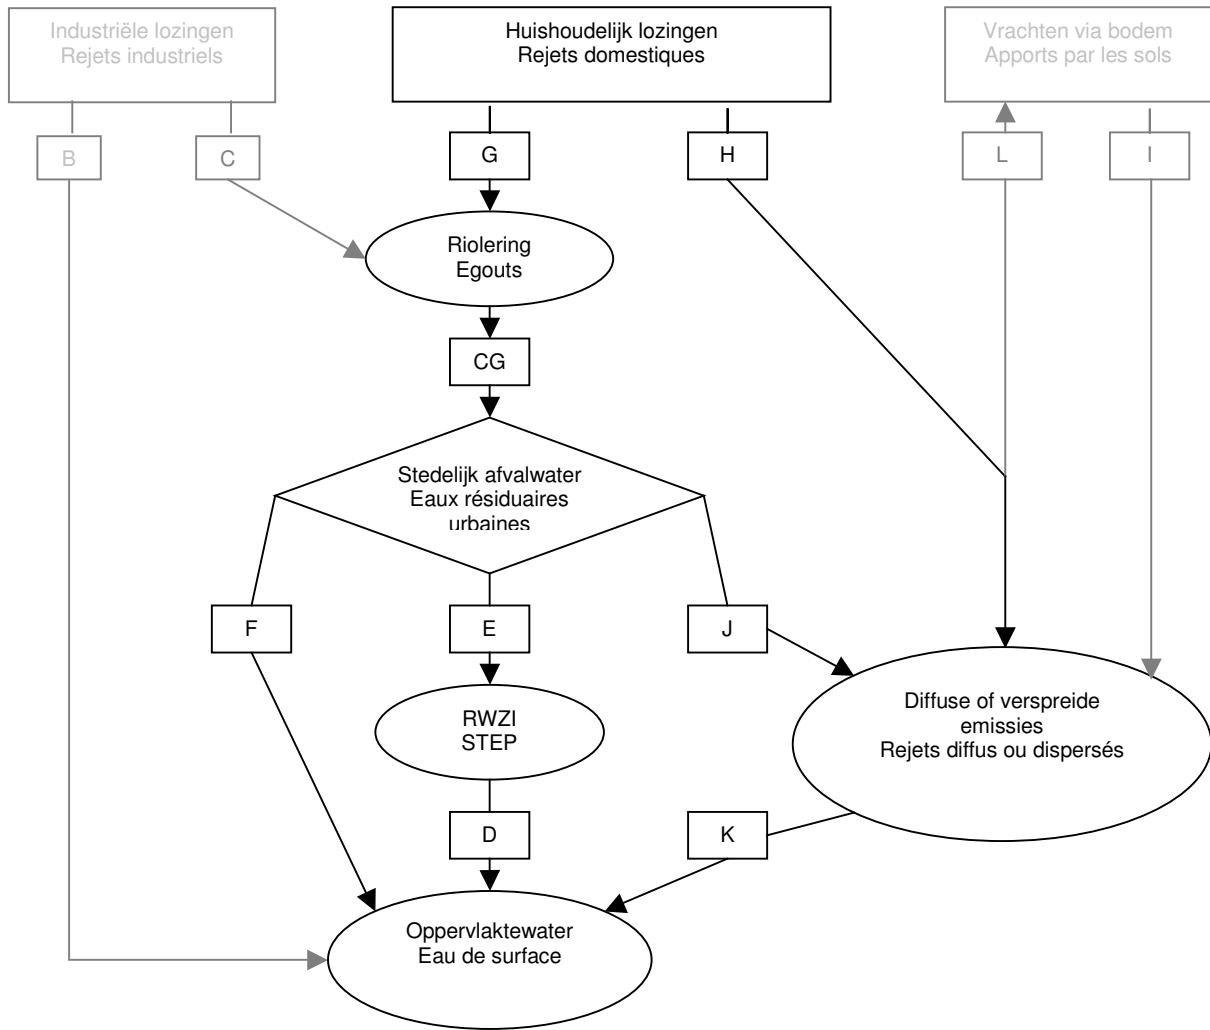 Industriële lozingen
Rejets industriels
Huishoudelijk lozingen
Rejets domestiques
Vrachten via bodem
Apports par les sols
B
C
G
H
L
I
Riolering
Egouts
CG
Stedelijk afvalwater
Eaux résiduaires
urbaines
F
E
J
RWZI
STEP
Diffuse of verspreide
emissies
Rejets diffus ou dispersés
D
K
Oppervlaktewater
Eau de surface